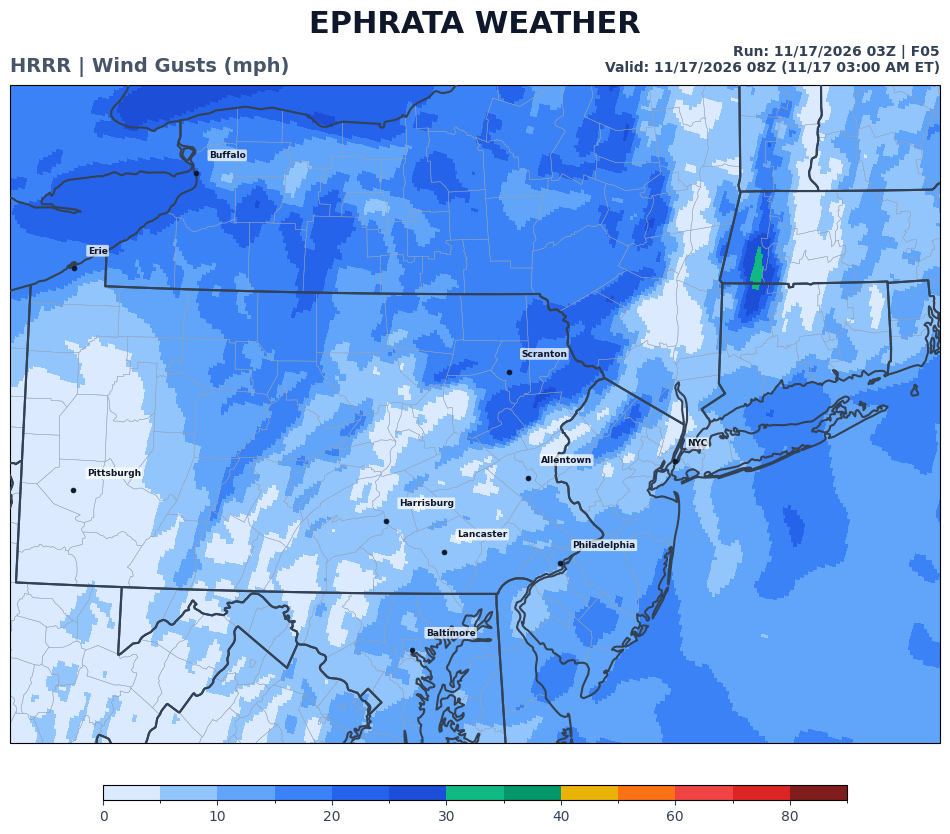 EPHRATA WEATHER
HRRR | Wind Gusts (mph)
Run: 11/17/2026 03Z | F05
Valid: 11/17/2026 08Z (11/17 03:00 AM ET)
Buffalo
Erie
Scranton
NYC
Allentown
Pittsburgh
Harrisburg
Lancaster
Philadelphia
Baltimore
0 10 20 30 40 50 60 70 80